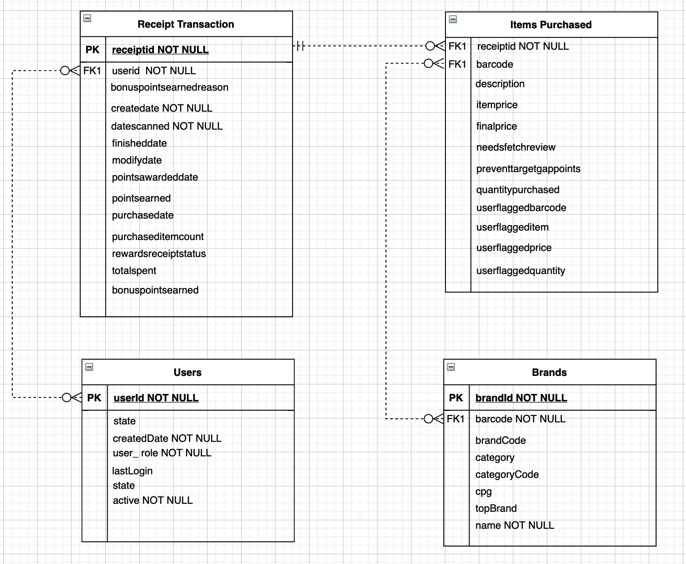 Receipt Transaction
PK receiptid NOT NULL
FK1 userid NOT NULL
bonuspointsearnedreason
createdate NOT NULL
datescanned NOT NULL
finisheddate
modifydate
pointsawardeddate
pointsearned
purchasedate
purchaseditemcount
rewardsreceiptstatus
totalspent
bonuspointsearned
Items Purchased
FK1 receiptid NOT NULL
FK1 barcode
description
itemprice
finalprice
needsfetchreview
preventtargetgappoints
quantitypurchased
userflaggedbarcode
userflaggeditem
userflaggedprice
userflaggedquantity
Users
PK userId NOT NULL
state
createdDate NOT NULL
user_ role NOT NULL
lastLogin
state
active NOT NULL
Brands
PK brandId NOT NULL
FK1 barcode NOT NULL
brandCode
category
categoryCode
cpg
topBrand
name NOT NULL